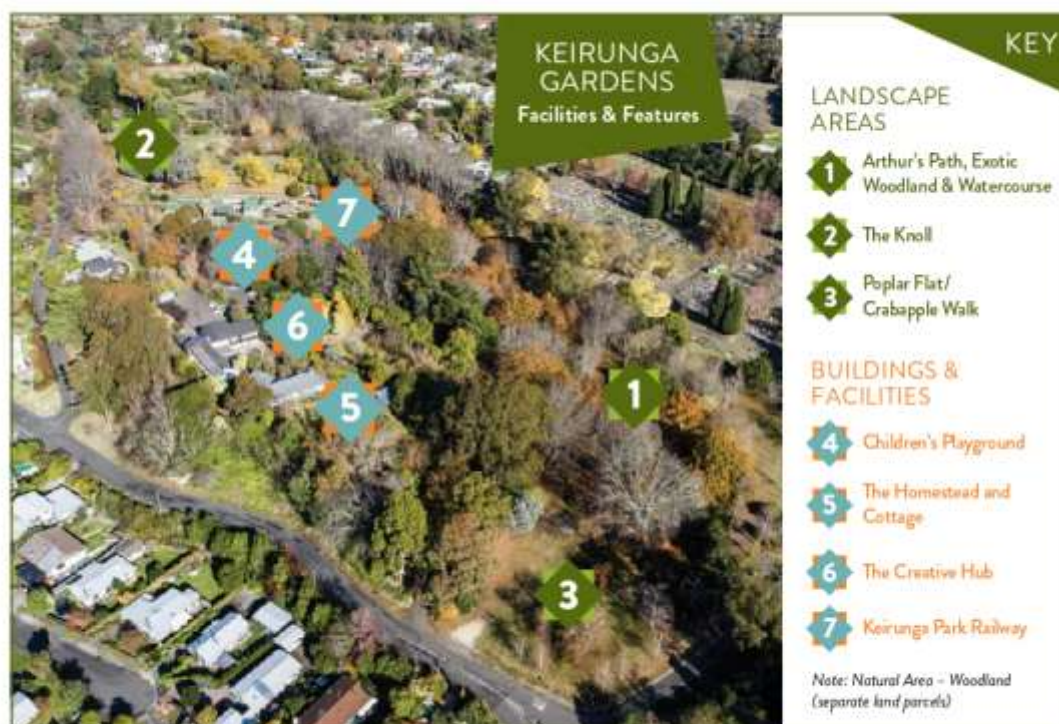 KEIRUNGA
GARDENS
Facilities & Features
2
7
4
6
5
1
3
KEY
LANDSCAPE
AREAS
1 Arthur's Path, Exotic
Woodland & Watercourse
2 The Knoll
3 Poplar Flat/
Crabapple Walk
BUILDINGS &
FACILITIES
4 Children's Playground
5 The Homestead and
Cottage
6 The Creative Hub
7 Keirunga Park Railway
Note: Natural Area – Woodland
(separate land parcels)